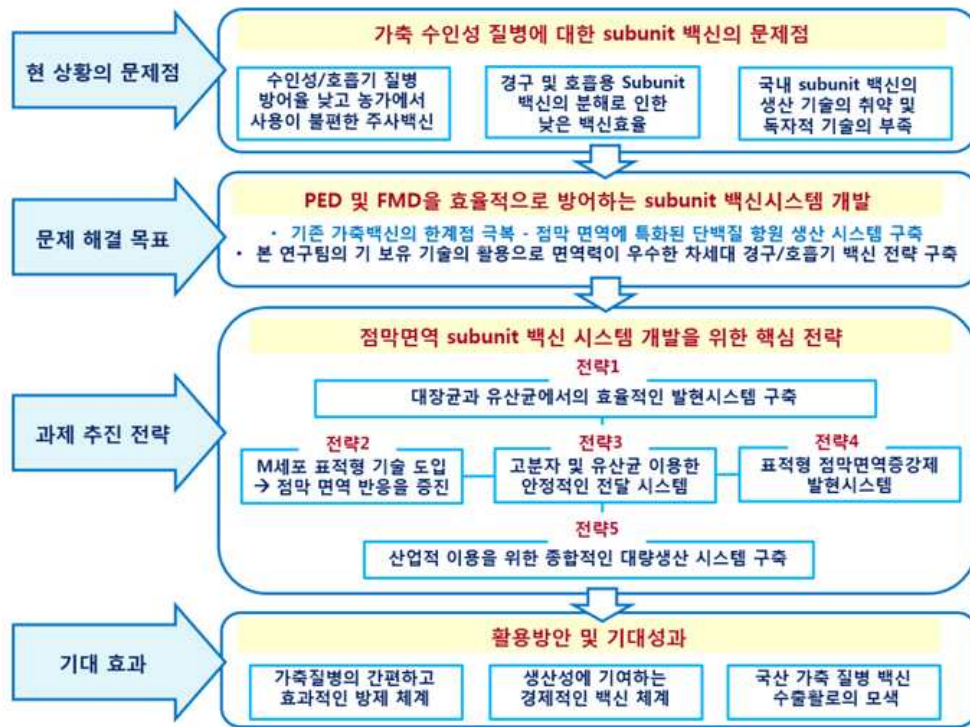 현 상황의 문제점
가축 수인성 질병에 대한 subunit 백신의 문제점
수인성/호흡기 질병
방어율 낮고 농가에서
사용이 불편한 주사백신
경구 및 호흡용 Subunit
백신의 분해로 인한
낮은 백신효율
국내 subunit 백신의
생산 기술의 취약 및
독자적 기술의 부족
문제 해결 목표
PED 및 FMD을 효율적으로 방어하는 subunit 백신시스템 개발
• 기존 가축백신의 한계점 극복 - 점막 면역에 특화된 단백질 항원 생산 시스템 구축
• 본 연구팀의 기 보유 기술의 활용으로 면역력이 우수한 차세대 경구/호흡기 백신 전략 구축
과제 추진 전략
점막면역 subunit 백신 시스템 개발을 위한 핵심 전략
전략1
대장균과 유산균에서의 효율적인 발현시스템 구축
전략2
M세포 표적형 기술 도입
→ 점막 면역 반응을 증진
전략3
고분자 및 유산균 이용한
안정적인 전달 시스템
전략4
표적형 점막면역증강제
발현시스템
전략5
산업적 이용을 위한 종합적인 대량생산 시스템 구축
기대 효과
활용방안 및 기대성과
가축질병의 간편하고
효과적인 방제 체계
생산성에 기여하는
경제적인 백신 체계
국산 가축 질병 백신
수출활로의 모색